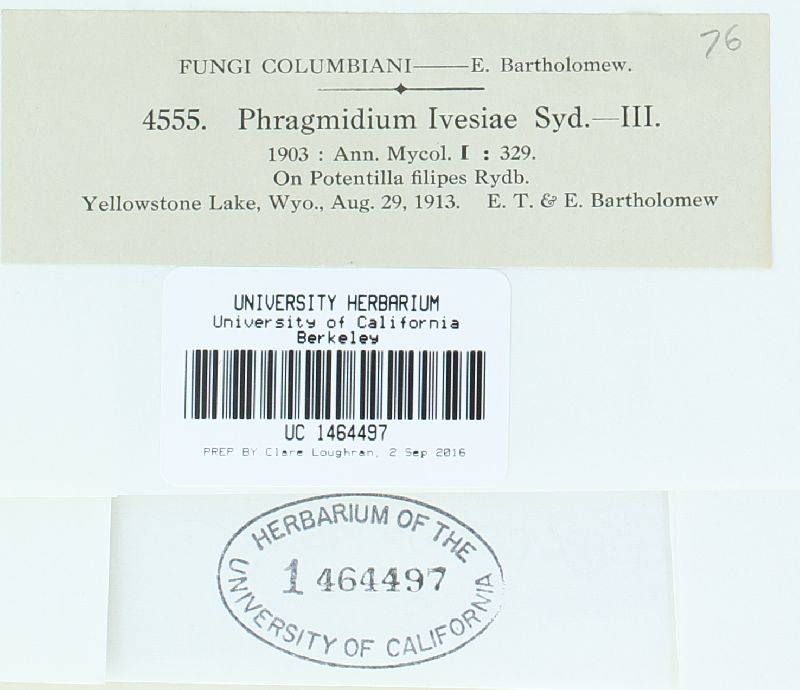 76
FUNGI COLUMBIANI——E. Bartholomew.
4555. Phragmidium Ivesiae Syd.—III.
1903 : Ann. Mycol. I : 329.
On Potentilla filipes Rydb.
Yellowstone Lake, Wyo., Aug. 29, 1913. E. T. & E. Bartholomew
UNIVERSITY HERBARIUM
University of California
Berkeley
UC 1464497
PREP BY Clare Loughran, 2 Sep 2016
HERBARIUM OF THE
1464497
UNIVERSITY OF CALIFORNIA